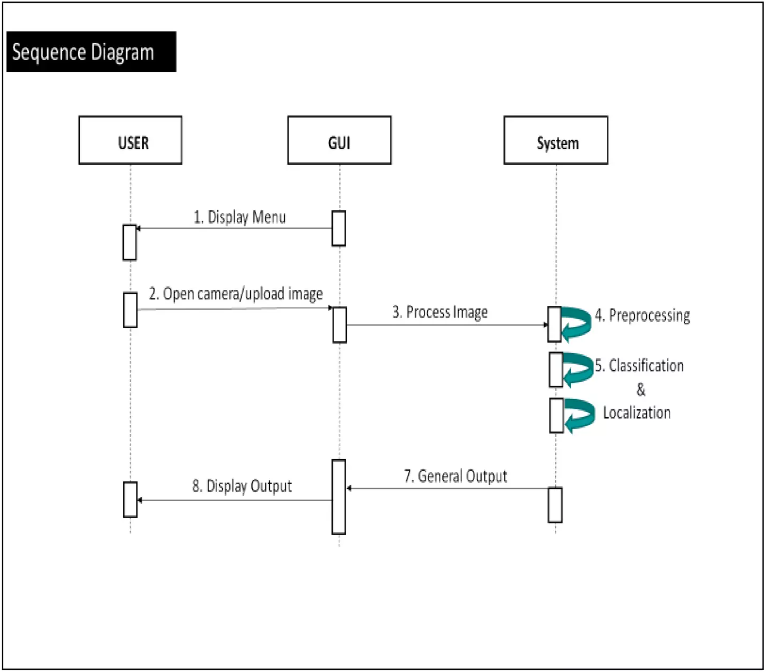 Sequence Diagram
USER
GUI
System
1. Display Menu
2. Open camera/upload image
3. Process Image
4. Preprocessing
5. Classification
&
Localization
7. General Output
8. Display Output